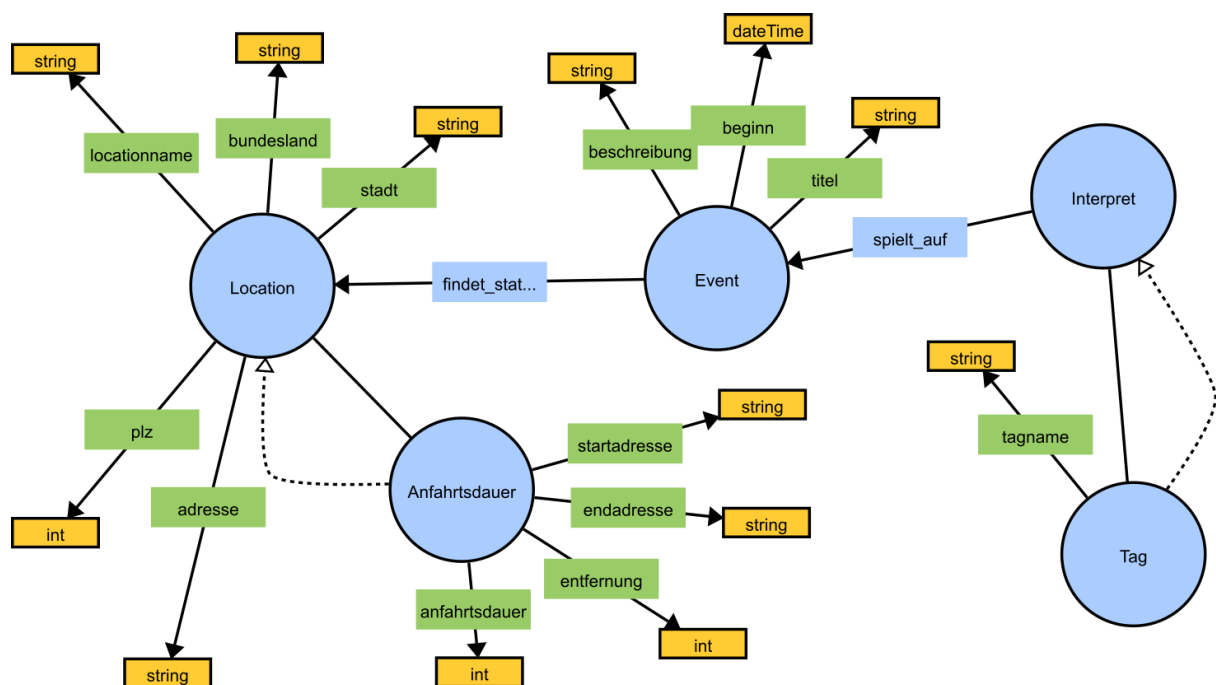 dateTime
string
string
string
string
string
locationname
bundesland
stadt
beschreibung
beginn
titel
Interpret
spielt_auf
Location
findet_stat...
Event
string
string
plz
startadresse
tagname
adresse
Anfahrtsdauer
endadresse
string
int
entfernung
Tag
anfahrtsdauer
int
string
int